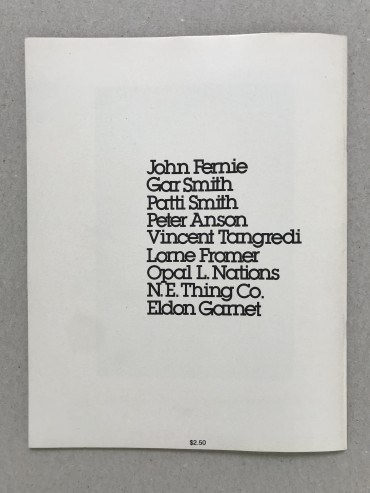 John Fernie
Gar Smith
Patti Smith
Peter Anson
Vincent Tangredi
Lorne Fromer
Opal L. Nations
N.E. Thing Co.
Eldon Garnet
$2.50